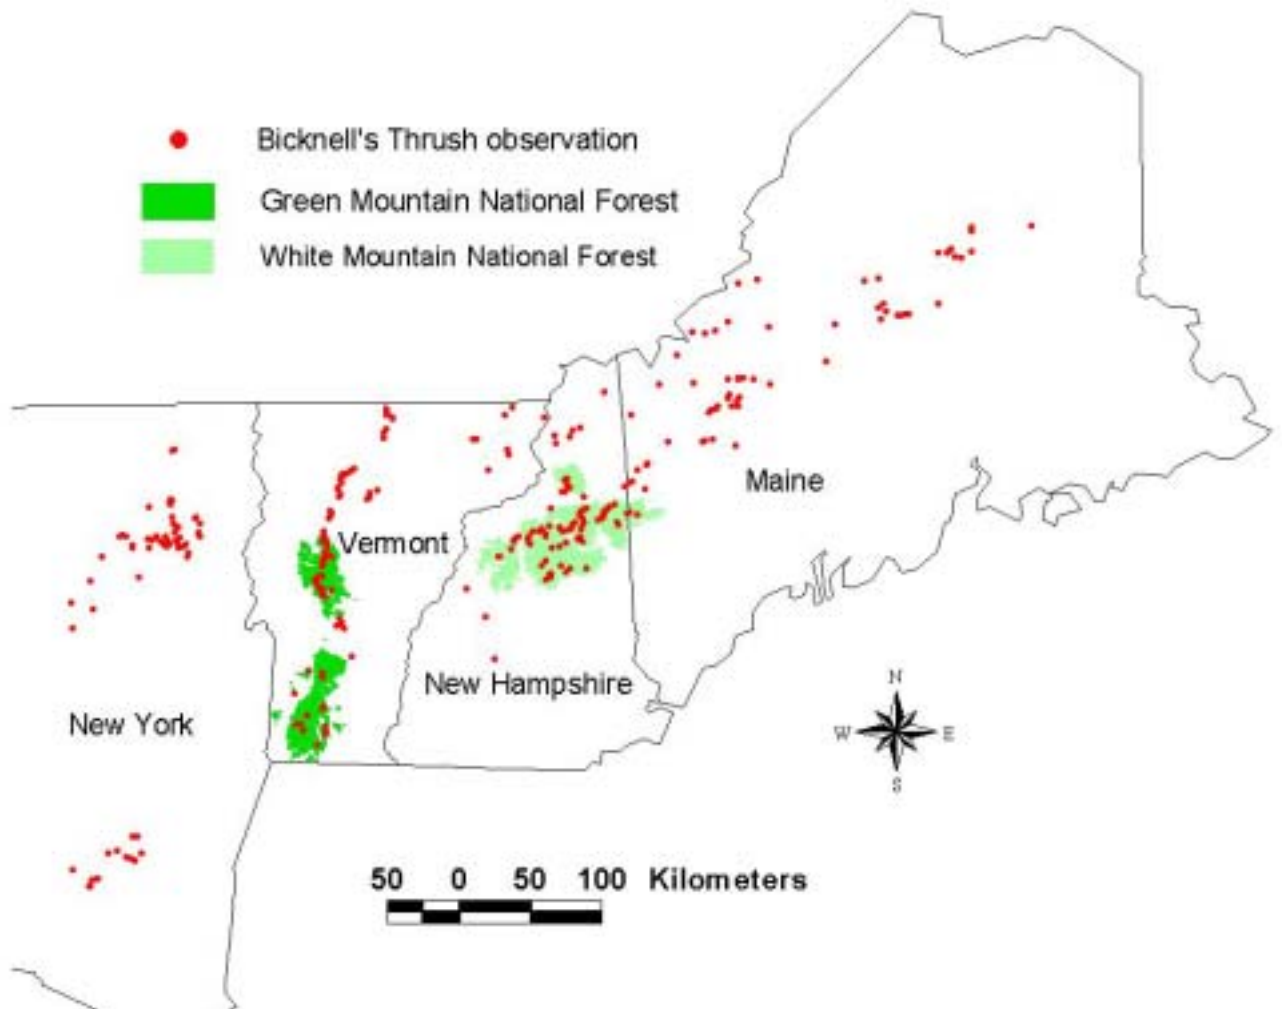 Bicknell's Thrush observation
Green Mountain National Forest
White Mountain National Forest
Maine
Vermont
New Hampshire
New York
N
W E
S
50 0 50 100 Kilometers